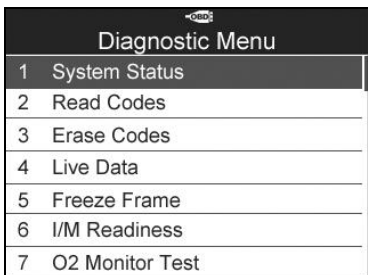 OBD
Diagnostic Menu
1 System Status
2 Read Codes
3 Erase Codes
4 Live Data
5 Freeze Frame
6 I/M Readiness
7 O2 Monitor Test